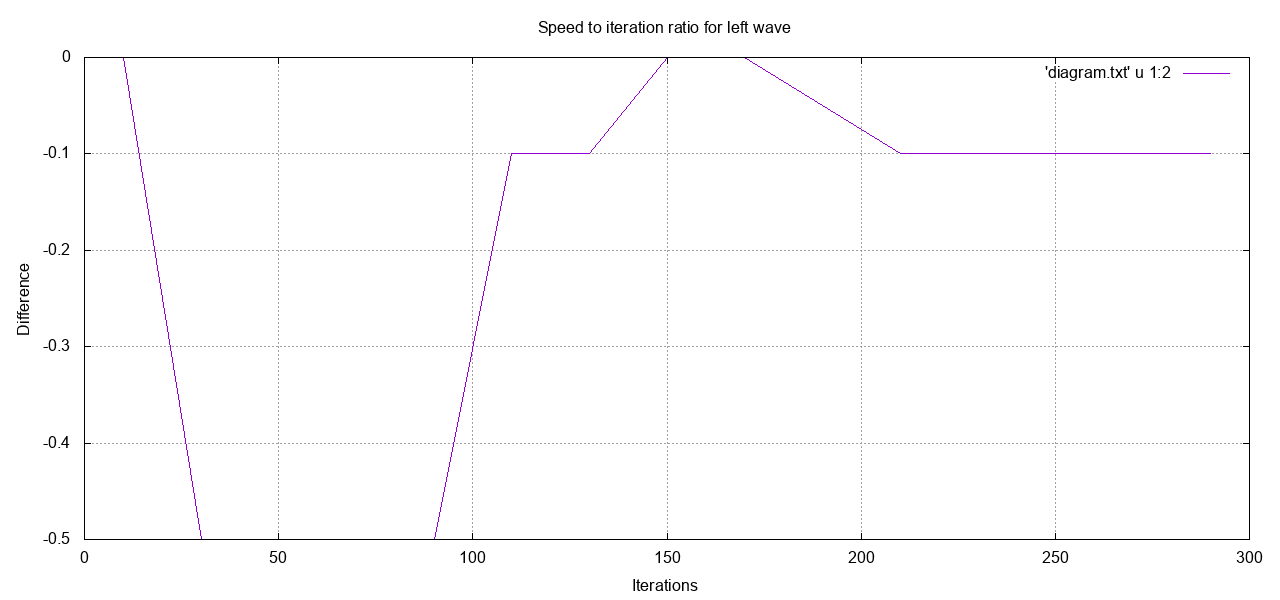 Speed to iteration ratio for left wave
'diagram.txt' u 1:2
0
-0.1
-0.2
-0.3
-0.4
-0.5
Difference
0 50 100 150 200 250 300
Iterations